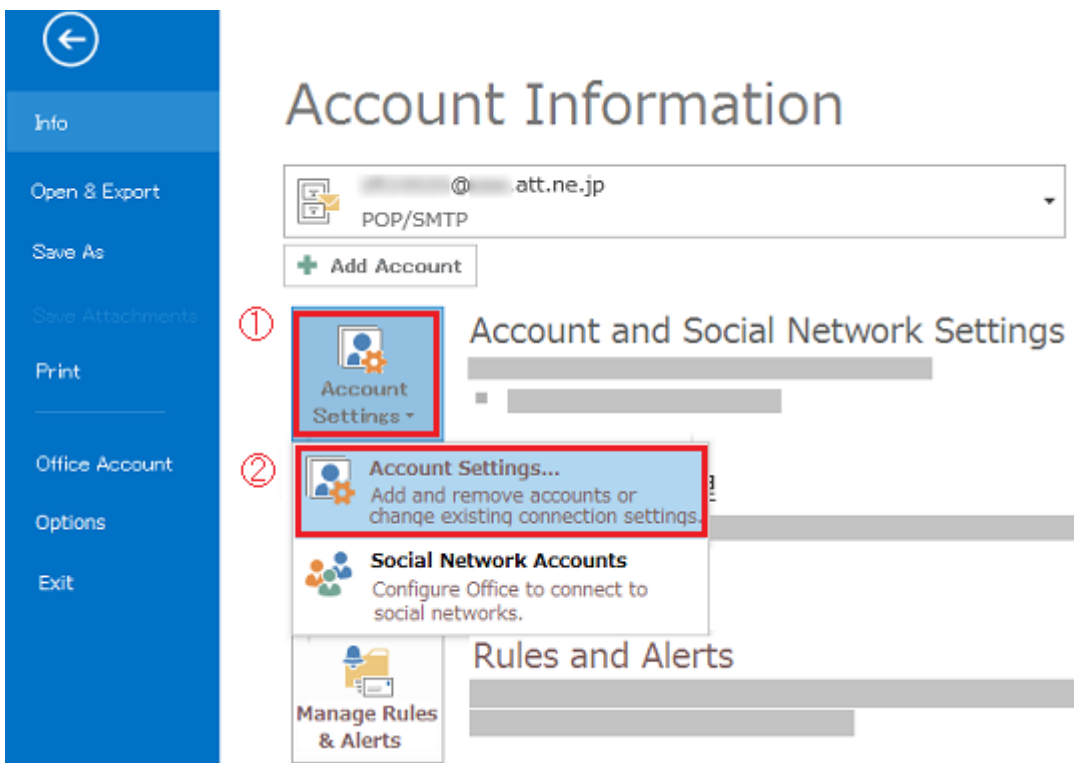 Info
Open & Export
Save As
Save Attachments
Print
Office Account
Options
Exit
Account Information
@ .att.ne.jp
POP/SMTP
Add Account
①
Account
Settings
Account and Social Network Settings
②
Account Settings...
Add and remove accounts or
change existing connection settings.
Social Network Accounts
Configure Office to connect to
social networks.
Manage Rules
& Alerts
Rules and Alerts